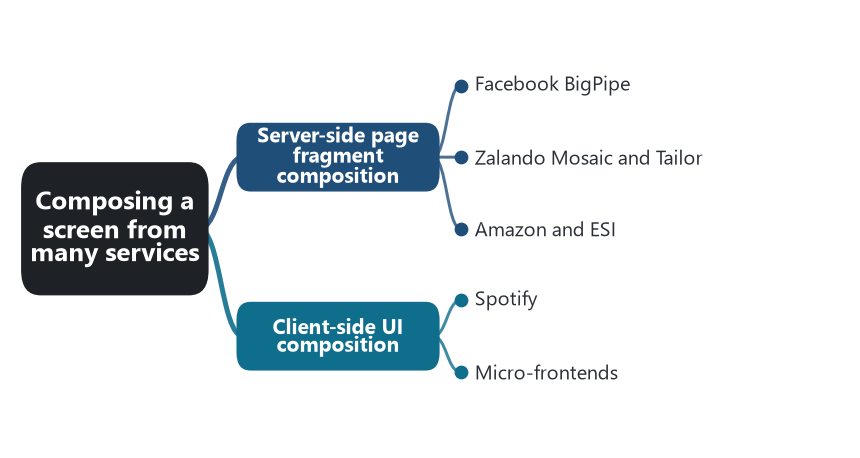 Composing a
screen from
many services
Server-side page
fragment
composition
Facebook BigPipe
Zalando Mosaic and Tailor
Amazon and ESI
Client-side UI
composition
Spotify
Micro-frontends